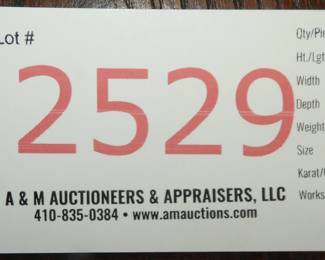 Lot #
2529
A & M AUCTIONEERS & APPRAISERS, LLC
410-835-0384 • www.amauctions.com
Qty/Pie
Ht./Lgt
Width
Depth
Weight
Size
Karat/
Works